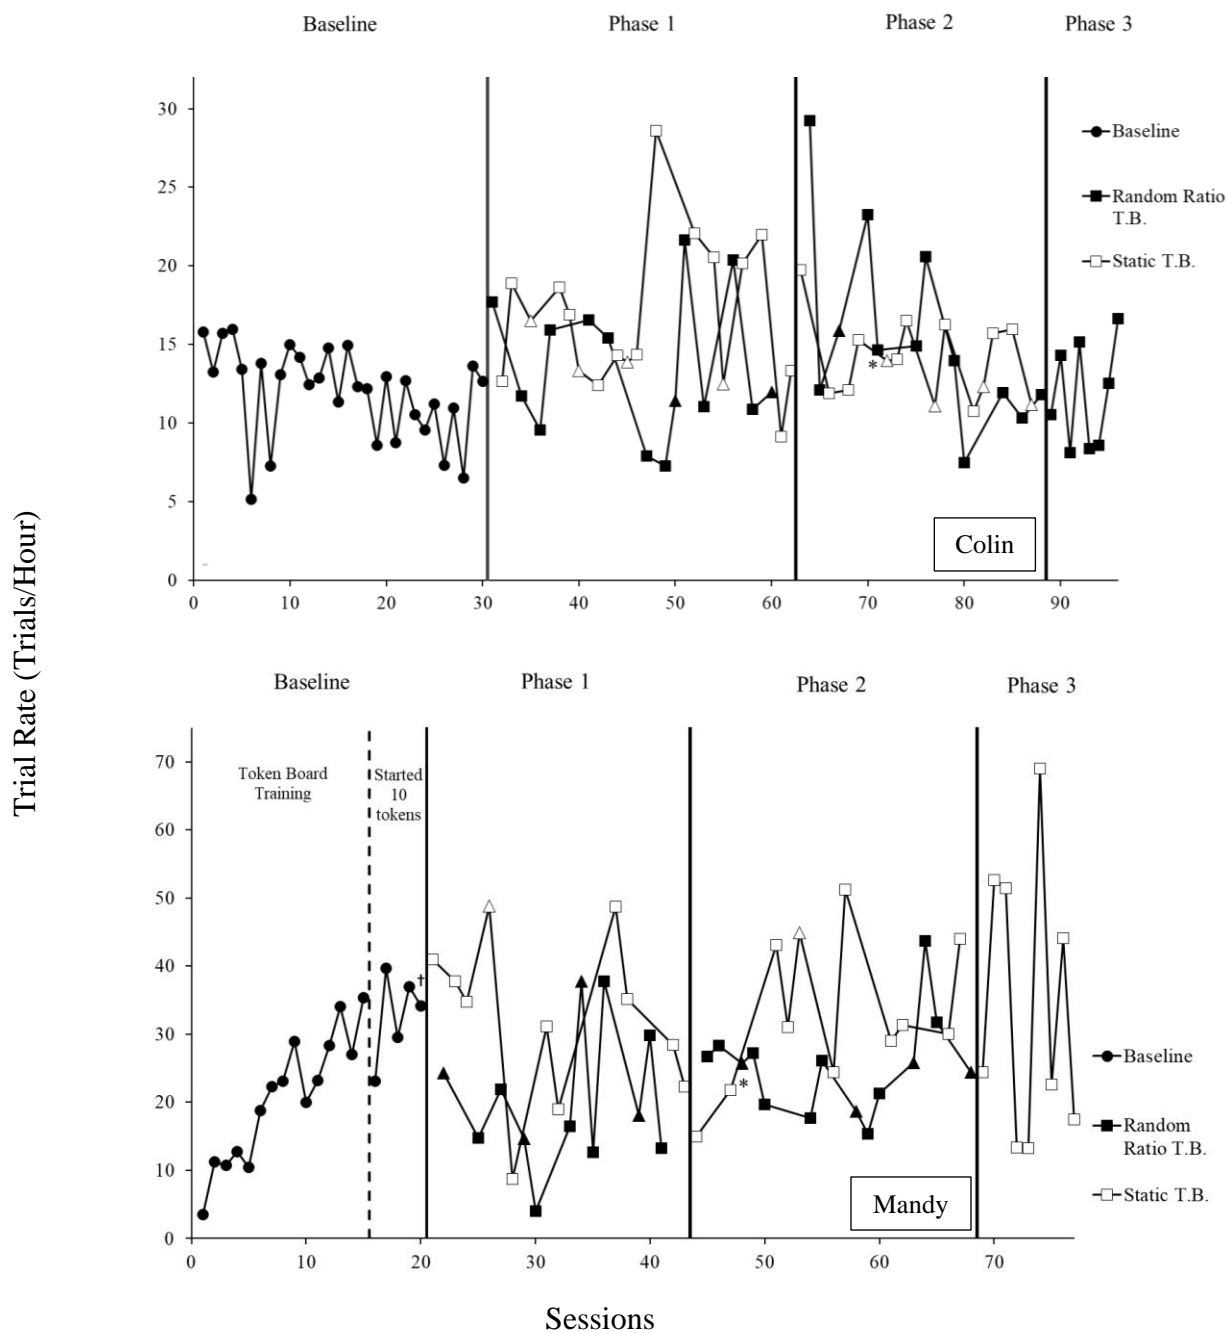 Baseline Phase 1 Phase 2 Phase 3
30
25
20
15
10
5
0
0 10 20 30 40 50 60 70 80 90
Baseline
Random Ratio
T.B.
Static T.B.
*
Colin
Trial Rate (Trials/Hour)
Baseline Phase 1 Phase 2 Phase 3
70
60
50
40
30
20
10
0
0 10 20 30 40 50 60 70
Token Board
Training
Started
10
tokens
†
*
Baseline
Random
Ratio T.B.
Static T.B.
Mandy
Sessions